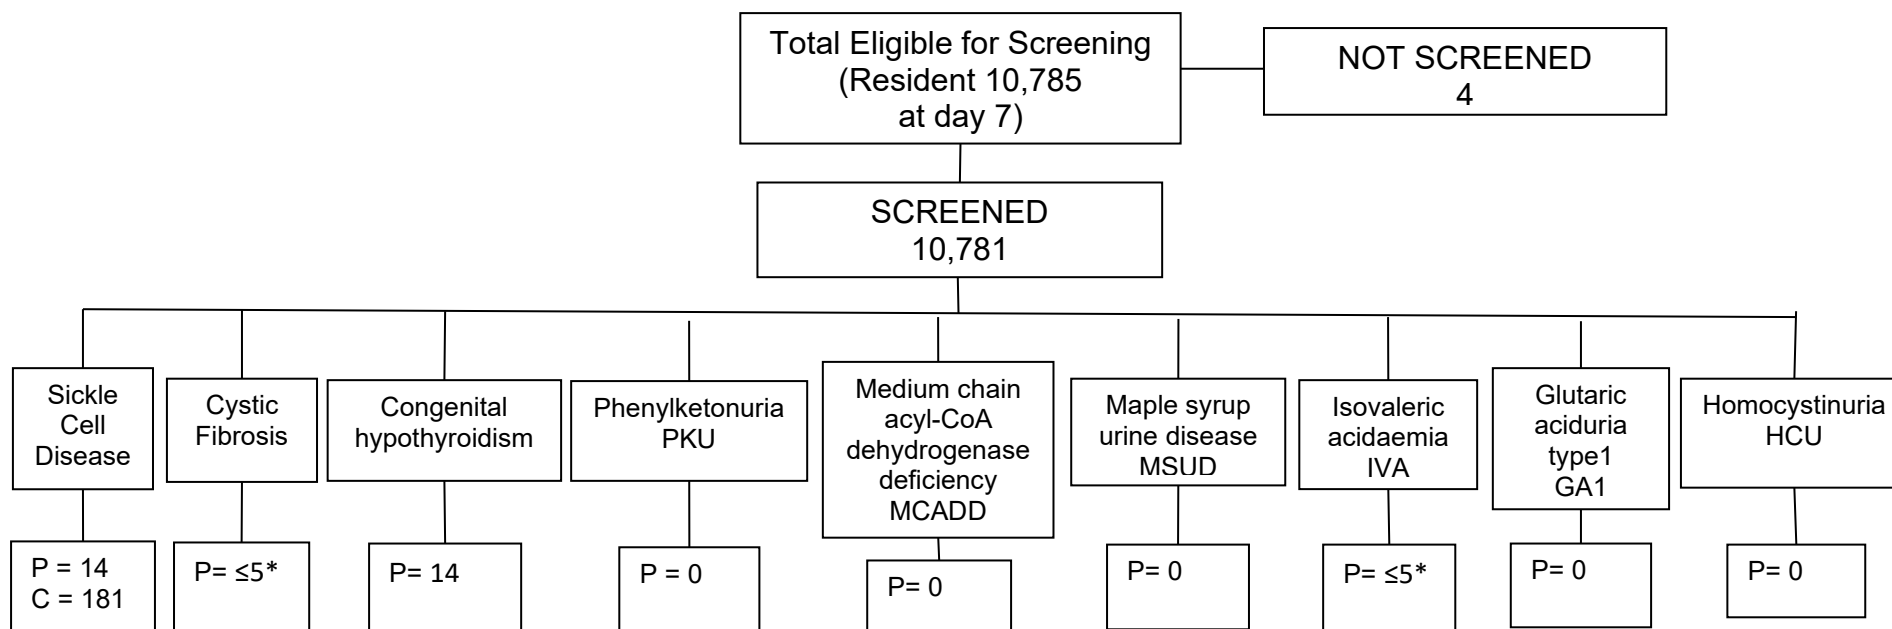 Total Eligible for Screening
(Resident 10,785
at day 7)
NOT SCREENED
4
SCREENED
10,781
Sickle
Cell
Disease
Cystic
Fibrosis
Congenital
hypothyroidism
Phenylketonuria
PKU
Medium chain
acyl-CoA
dehydrogenase
deficiency
MCADD
Maple syrup
urine disease
MSUD
Isovaleric
acidaemia
IVA
Glutaric
aciduria
type1
GA1
Homocystinuria
HCU
P = 14
C = 181
P= ≤5*
P= 14
P = 0
P= 0
P= 0
P= ≤5*
P= 0
P= 0